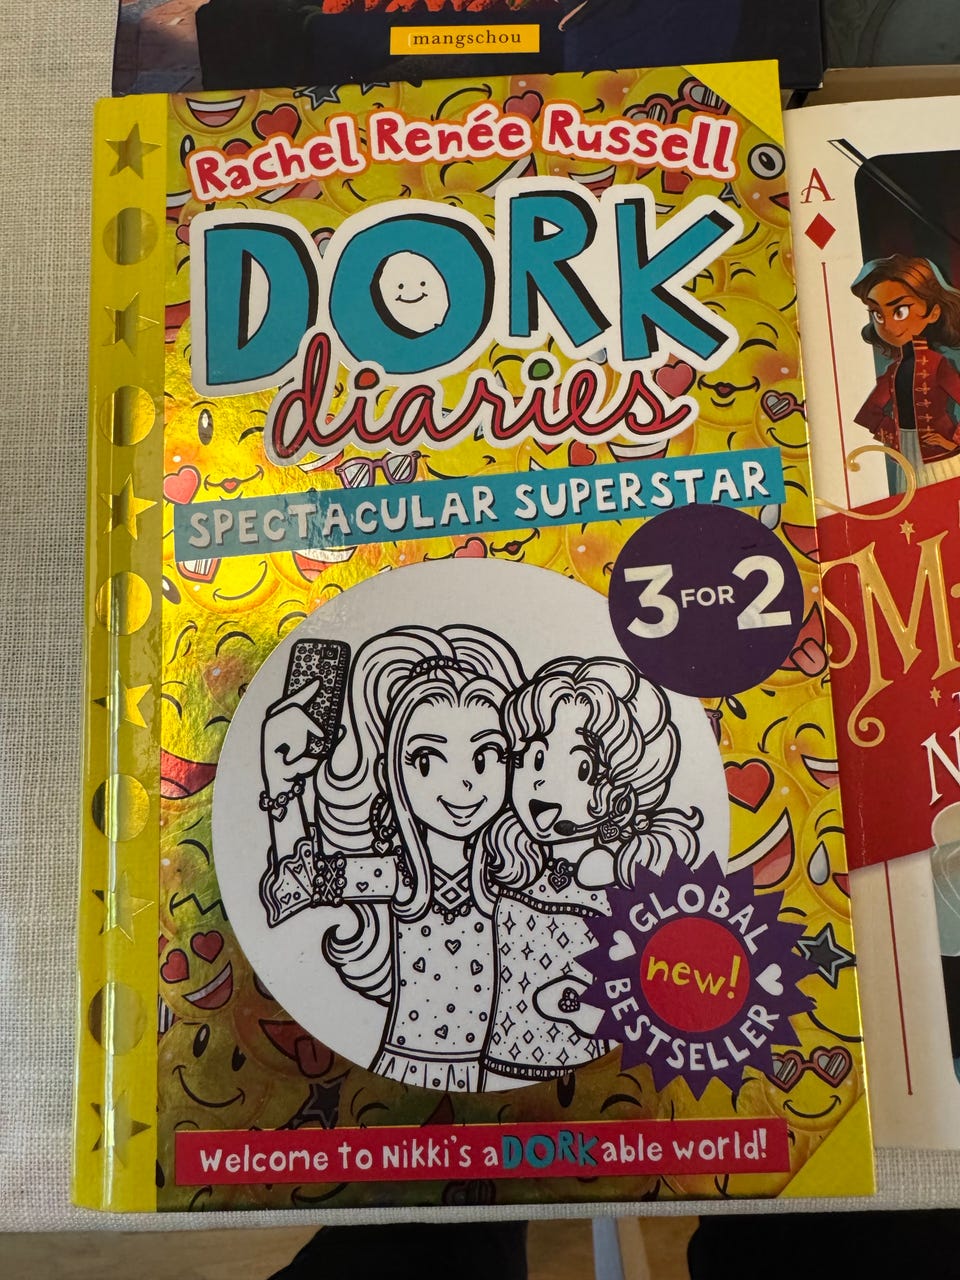 mangschou
Rachel Renée Russell
DORK
diaries
SPECTACULAR SUPERSTAR
3 FOR 2
GLOBAL
new!
BESTSELLER
Welcome to Nikki's aDORKable world!
A
M
N